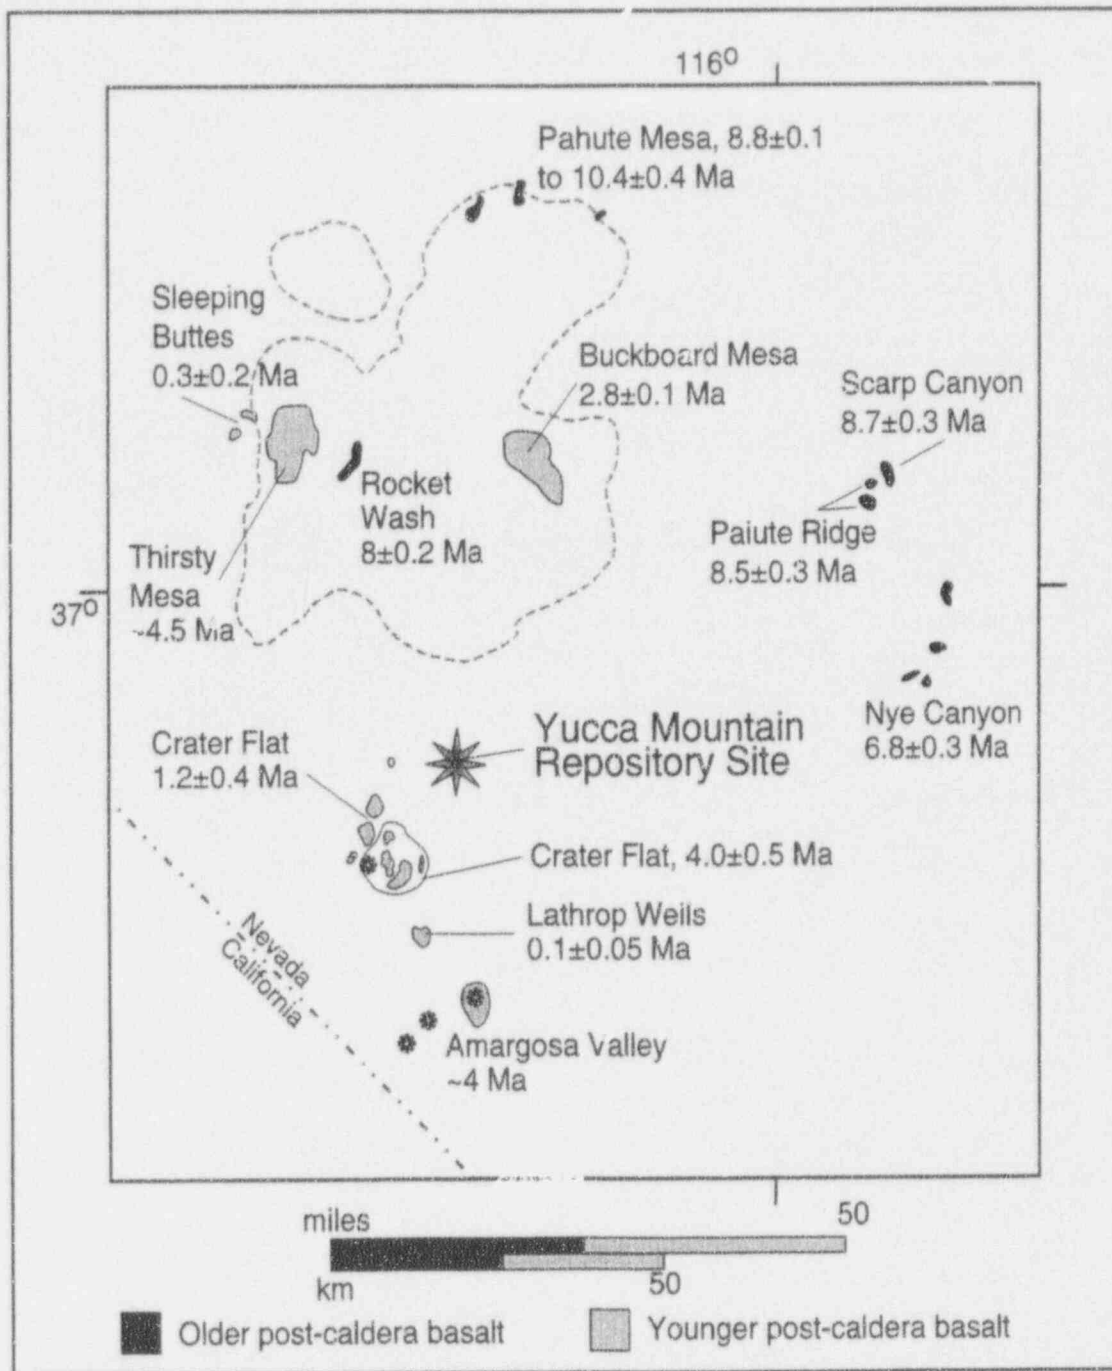 116º
Pahute Mesa, 8.8±0.1
to 10.4±0.4 Ma
Sleeping
Buttes
0.3±0.2 Ma
Buckboard Mesa
2.8±0.1 Ma
Scarp Canyon
8.7±0.3 Ma
Rocket
Wash
8±0.2 Ma
Paiute Ridge
8.5±0.3 Ma
Thirsty
Mesa
~4.5 Ma
37º
Nye Canyon
6.8±0.3 Ma
Yucca Mountain
Repository Site
Crater Flat
1.2±0.4 Ma
Crater Flat, 4.0±0.5 Ma
Lathrop Wells
0.1±0.05 Ma
Nevada
California
Amargosa Valley
~4 Ma
miles 50
km 50
Older post-caldera basalt
Younger post-caldera basalt